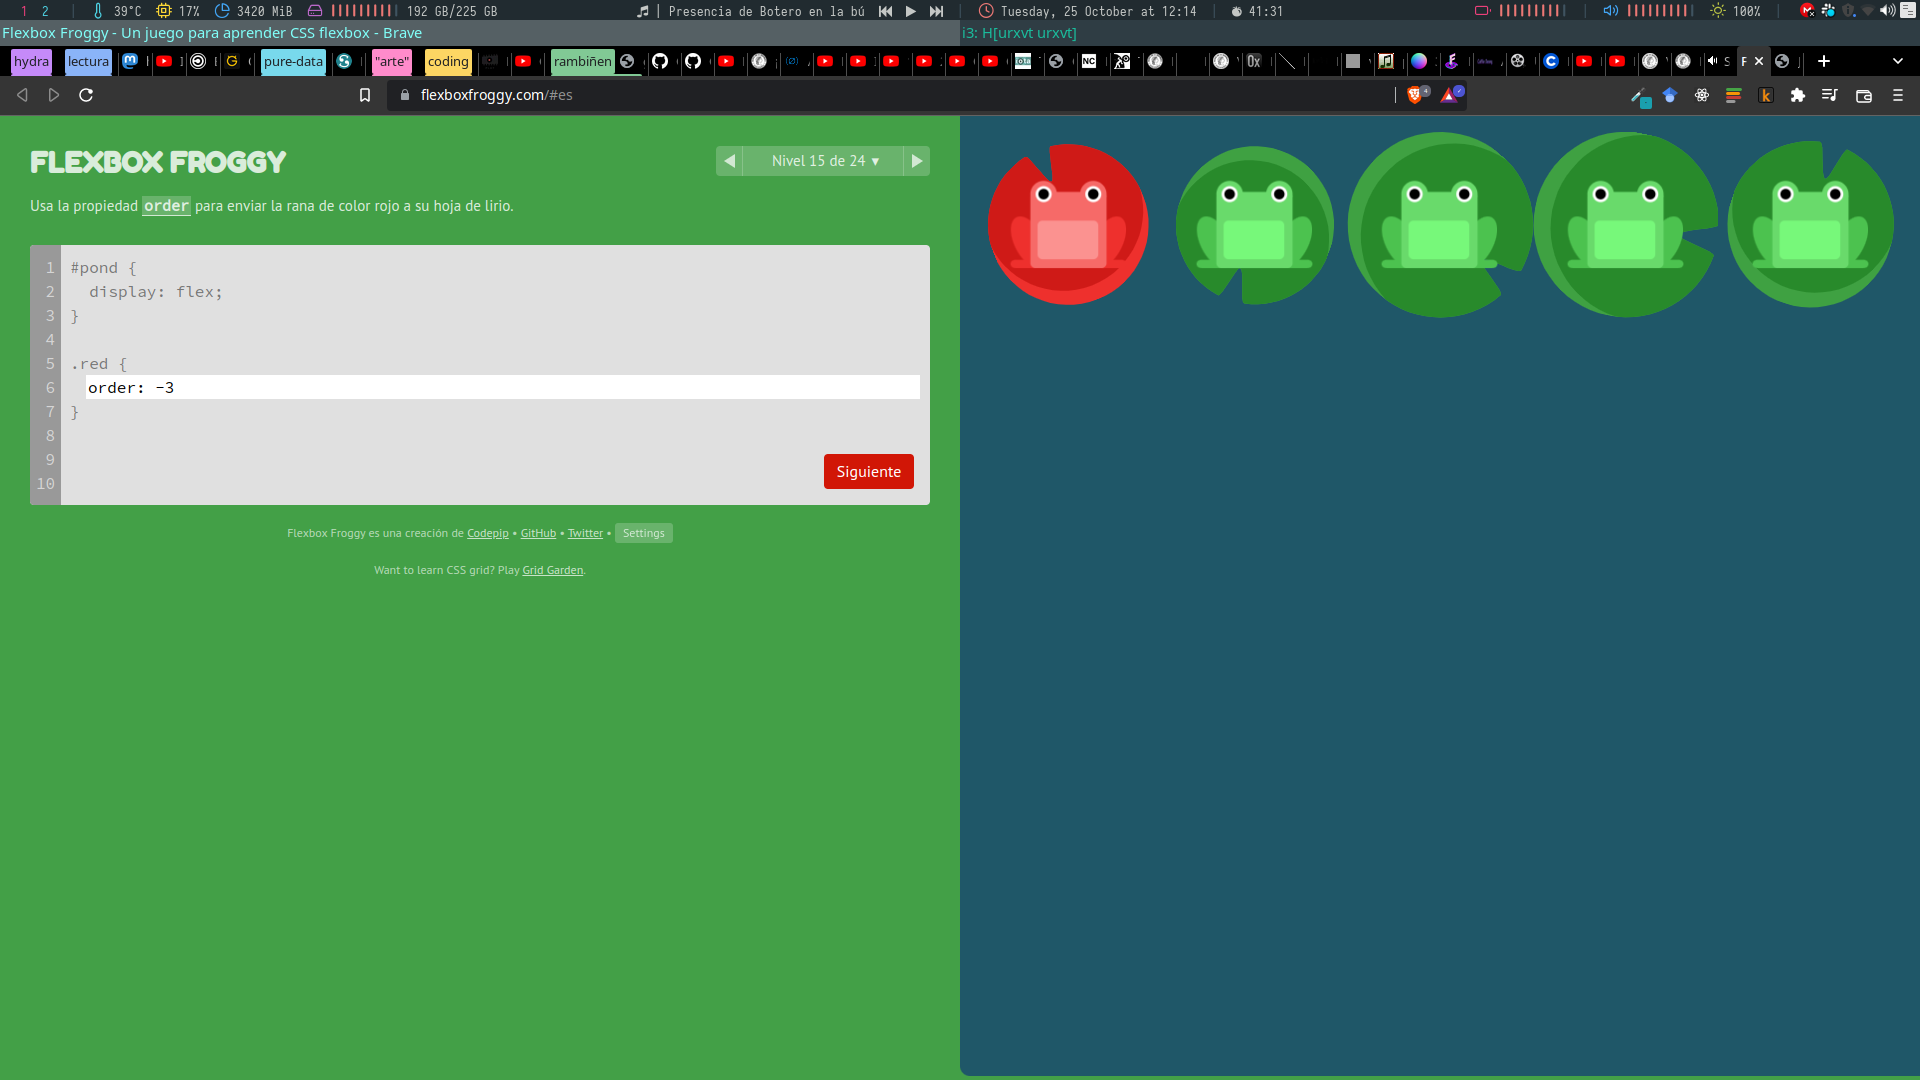 1 2 39°C 17% 3420 MiB 192 GB/225 GB Presencia de Botero en la bú Tuesday, 25 October at 12:14 41:31 100%
Flexbox Froggy - Un juego para aprender CSS flexbox - Brave
i3: H[urxvt urxvt]
hydra lectura pure-data "arte" coding rambiñen
flexboxfroggy.com/#es
FLEXBOX FROGGY
Nivel 15 de 24 ▾
Usa la propiedad order para enviar la rana de color rojo a su hoja de lirio.
1 #pond {
2 display: flex;
3 }
4
5 .red {
6 order: -3
7 }
8
9
10
Siguiente
Flexbox Froggy es una creación de Codepip • GitHub • Twitter • Settings
Want to learn CSS grid? Play Grid Garden.